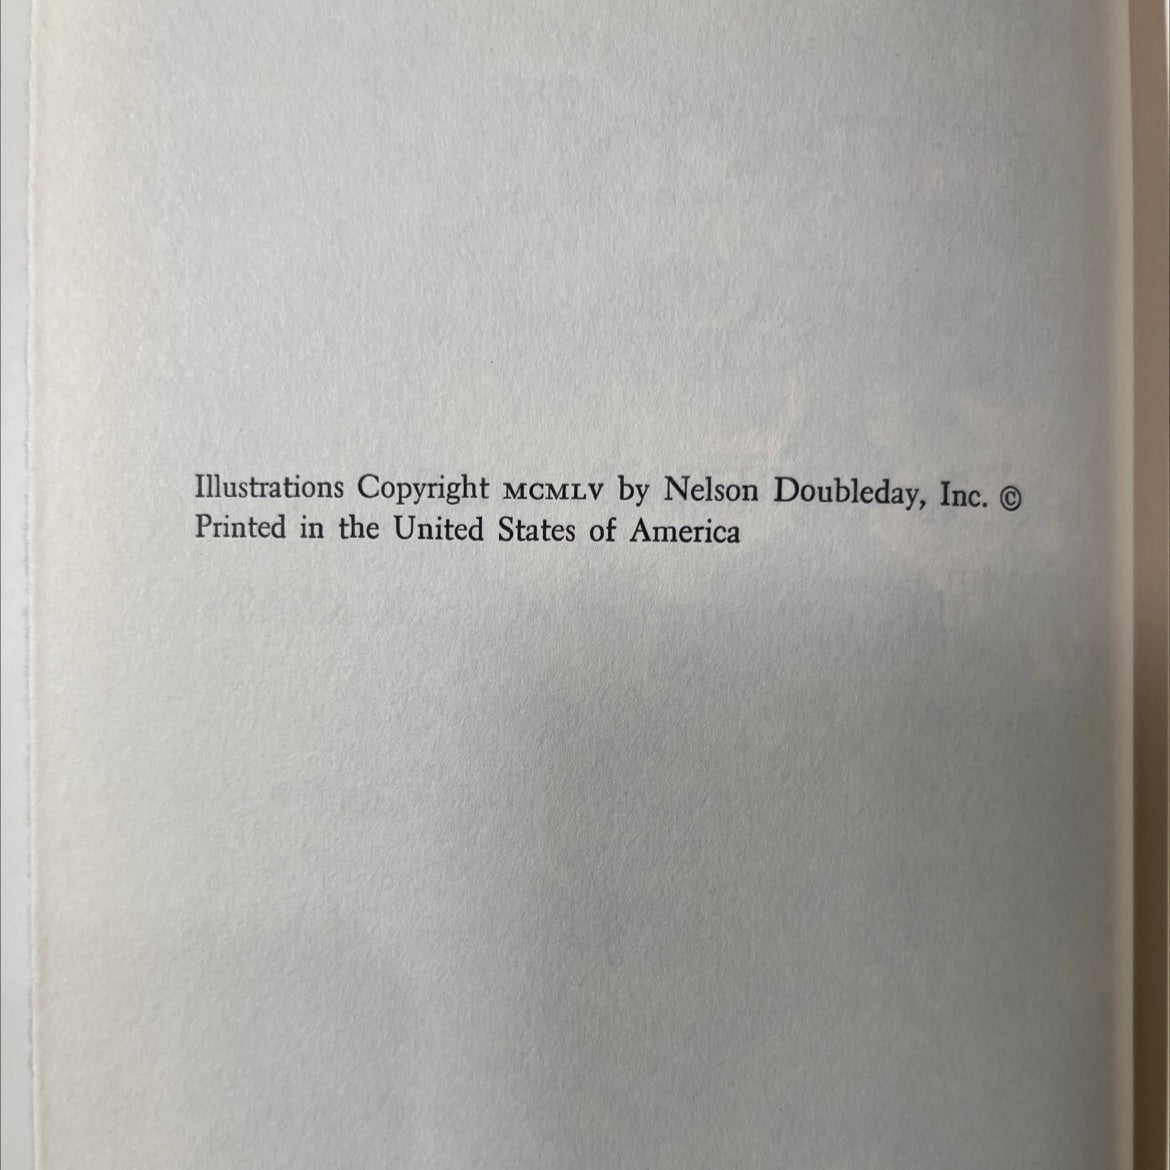 Illustrations Copyright MCMLV by Nelson Doubleday, Inc. ©
Printed in the United States of America